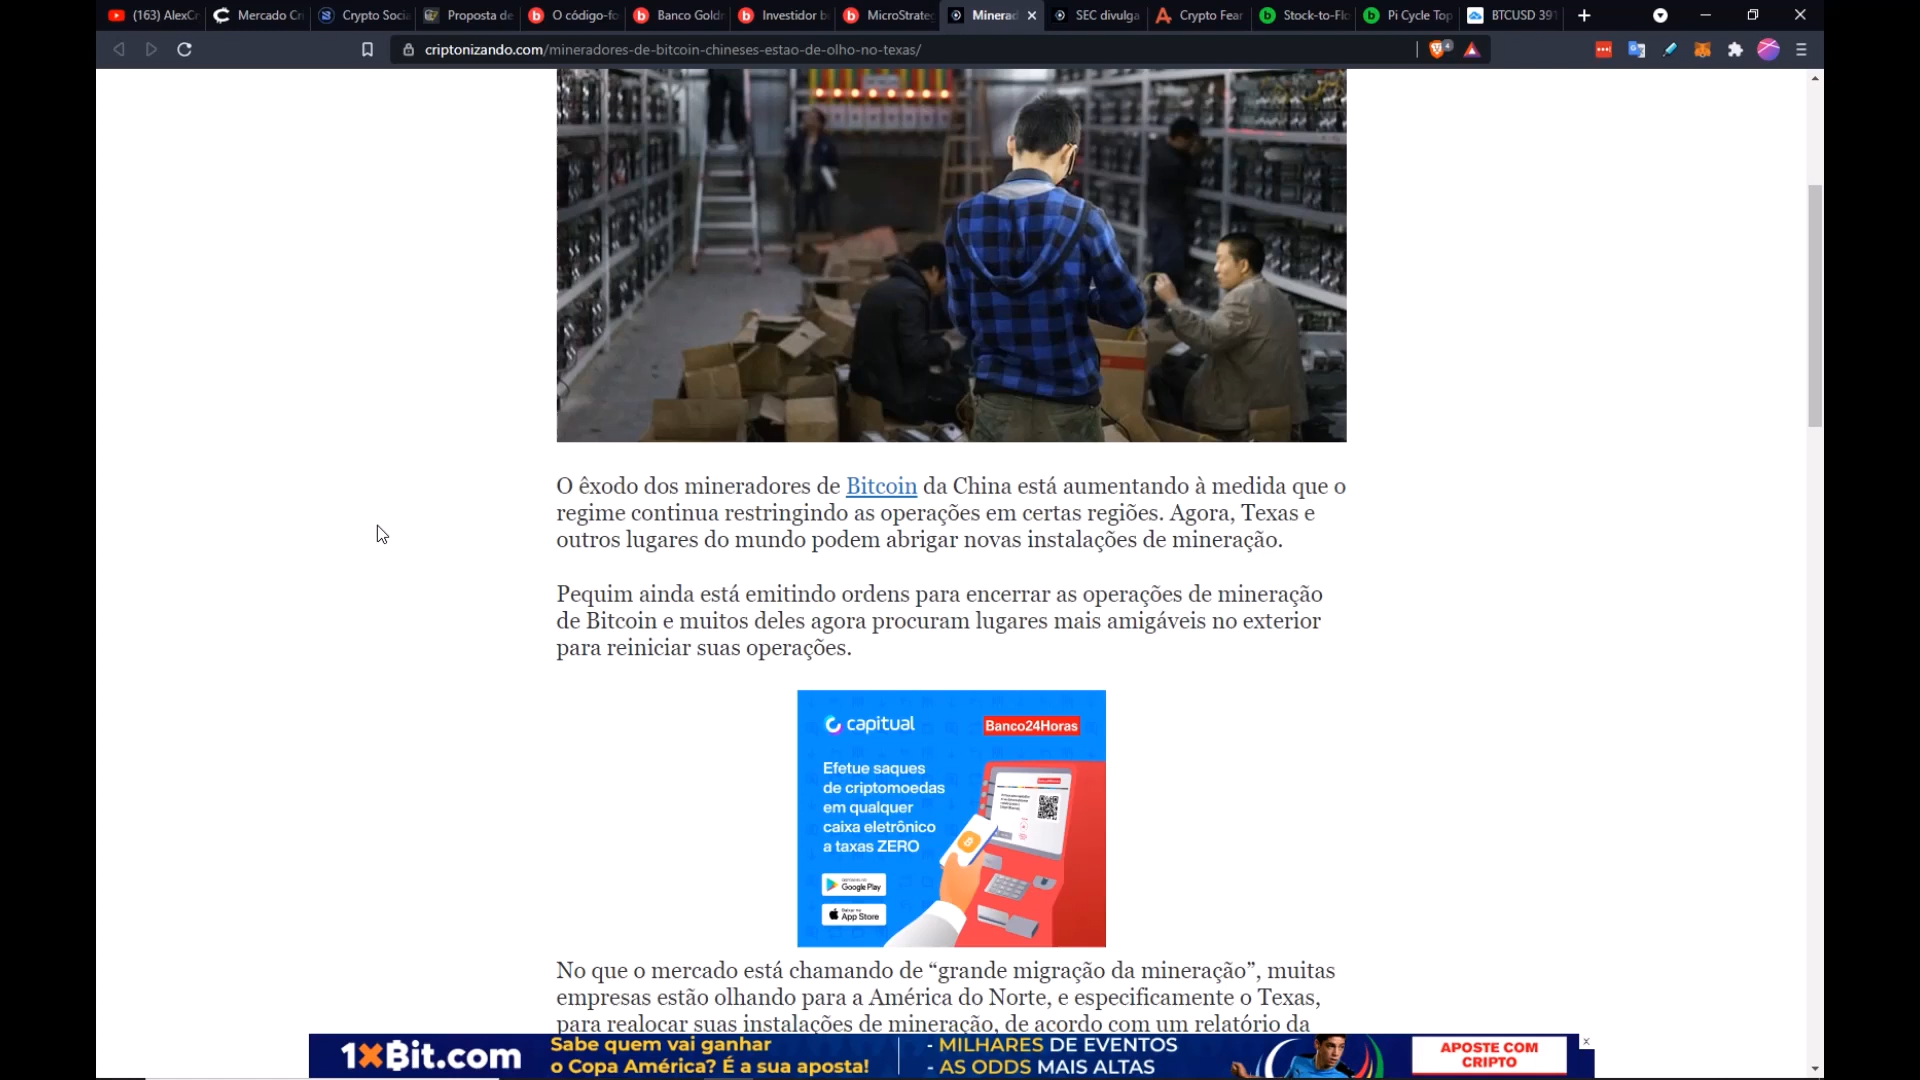 (163) AlexCr
Mercado Cri
Crypto Socia
Proposta de
O código-fo
Banco Goldr
Investidor b
MicroStrateg
Minerad
SEC divulga
Crypto Fear
Stock-to-Flo
Pi Cycle Top
BTCUSD 391
criptonizando.com/mineradores-de-bitcoin-chineses-estao-de-olho-no-texas/
O êxodo dos mineradores de Bitcoin da China está aumentando à medida que o
regime continua restringindo as operações em certas regiões. Agora, Texas e
outros lugares do mundo podem abrigar novas instalações de mineração.
Pequim ainda está emitindo ordens para encerrar as operações de mineração
de Bitcoin e muitos deles agora procuram lugares mais amigáveis no exterior
para reiniciar suas operações.
capitual
Banco24Horas
Efetue saques
de criptomoedas
em qualquer
caixa eletrônico
a taxas ZERO
Google Play
App Store
No que o mercado está chamando de “grande migração da mineração”, muitas
empresas estão olhando para a América do Norte, e especificamente o Texas,
para realocar suas instalações de mineração, de acordo com um relatório da
1xBit.com
Sabe quem vai ganhar
o Copa América? É a sua aposta!
- MILHARES DE EVENTOS
- AS ODDS MAIS ALTAS
APOSTE COM
CRIPTO